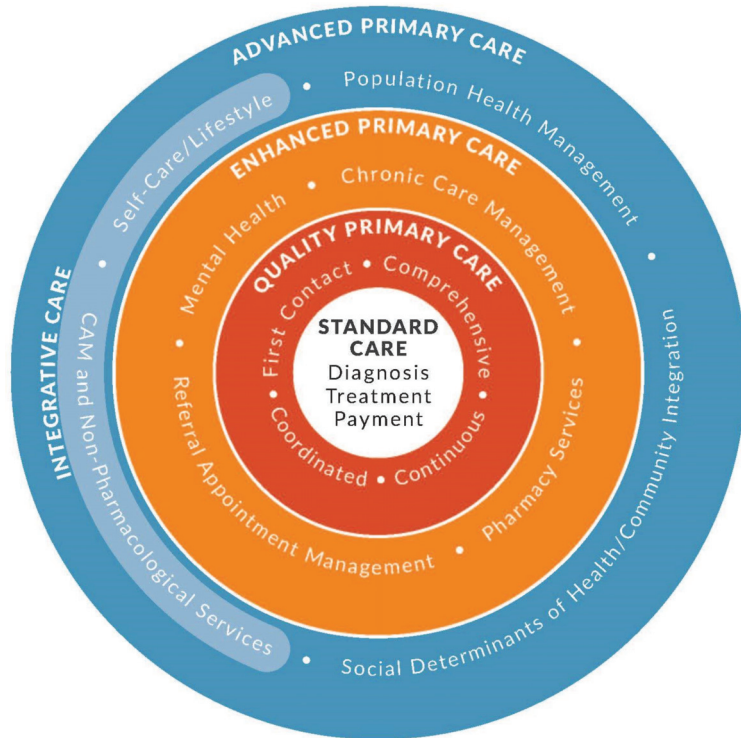 ADVANCED PRIMARY CARE
Population Health Management
Social Determinants of Health/Community Integration
INTEGRATIVE CARE
Self-Care/Lifestyle
CAM and Non-Pharmacological Services
ENHANCED PRIMARY CARE
Mental Health
Chronic Care Management
Pharmacy Services
Referral Appointment Management
QUALITY PRIMARY CARE
First Contact
Comprehensive
Continuous
Coordinated
STANDARD
CARE
Diagnosis
Treatment
Payment